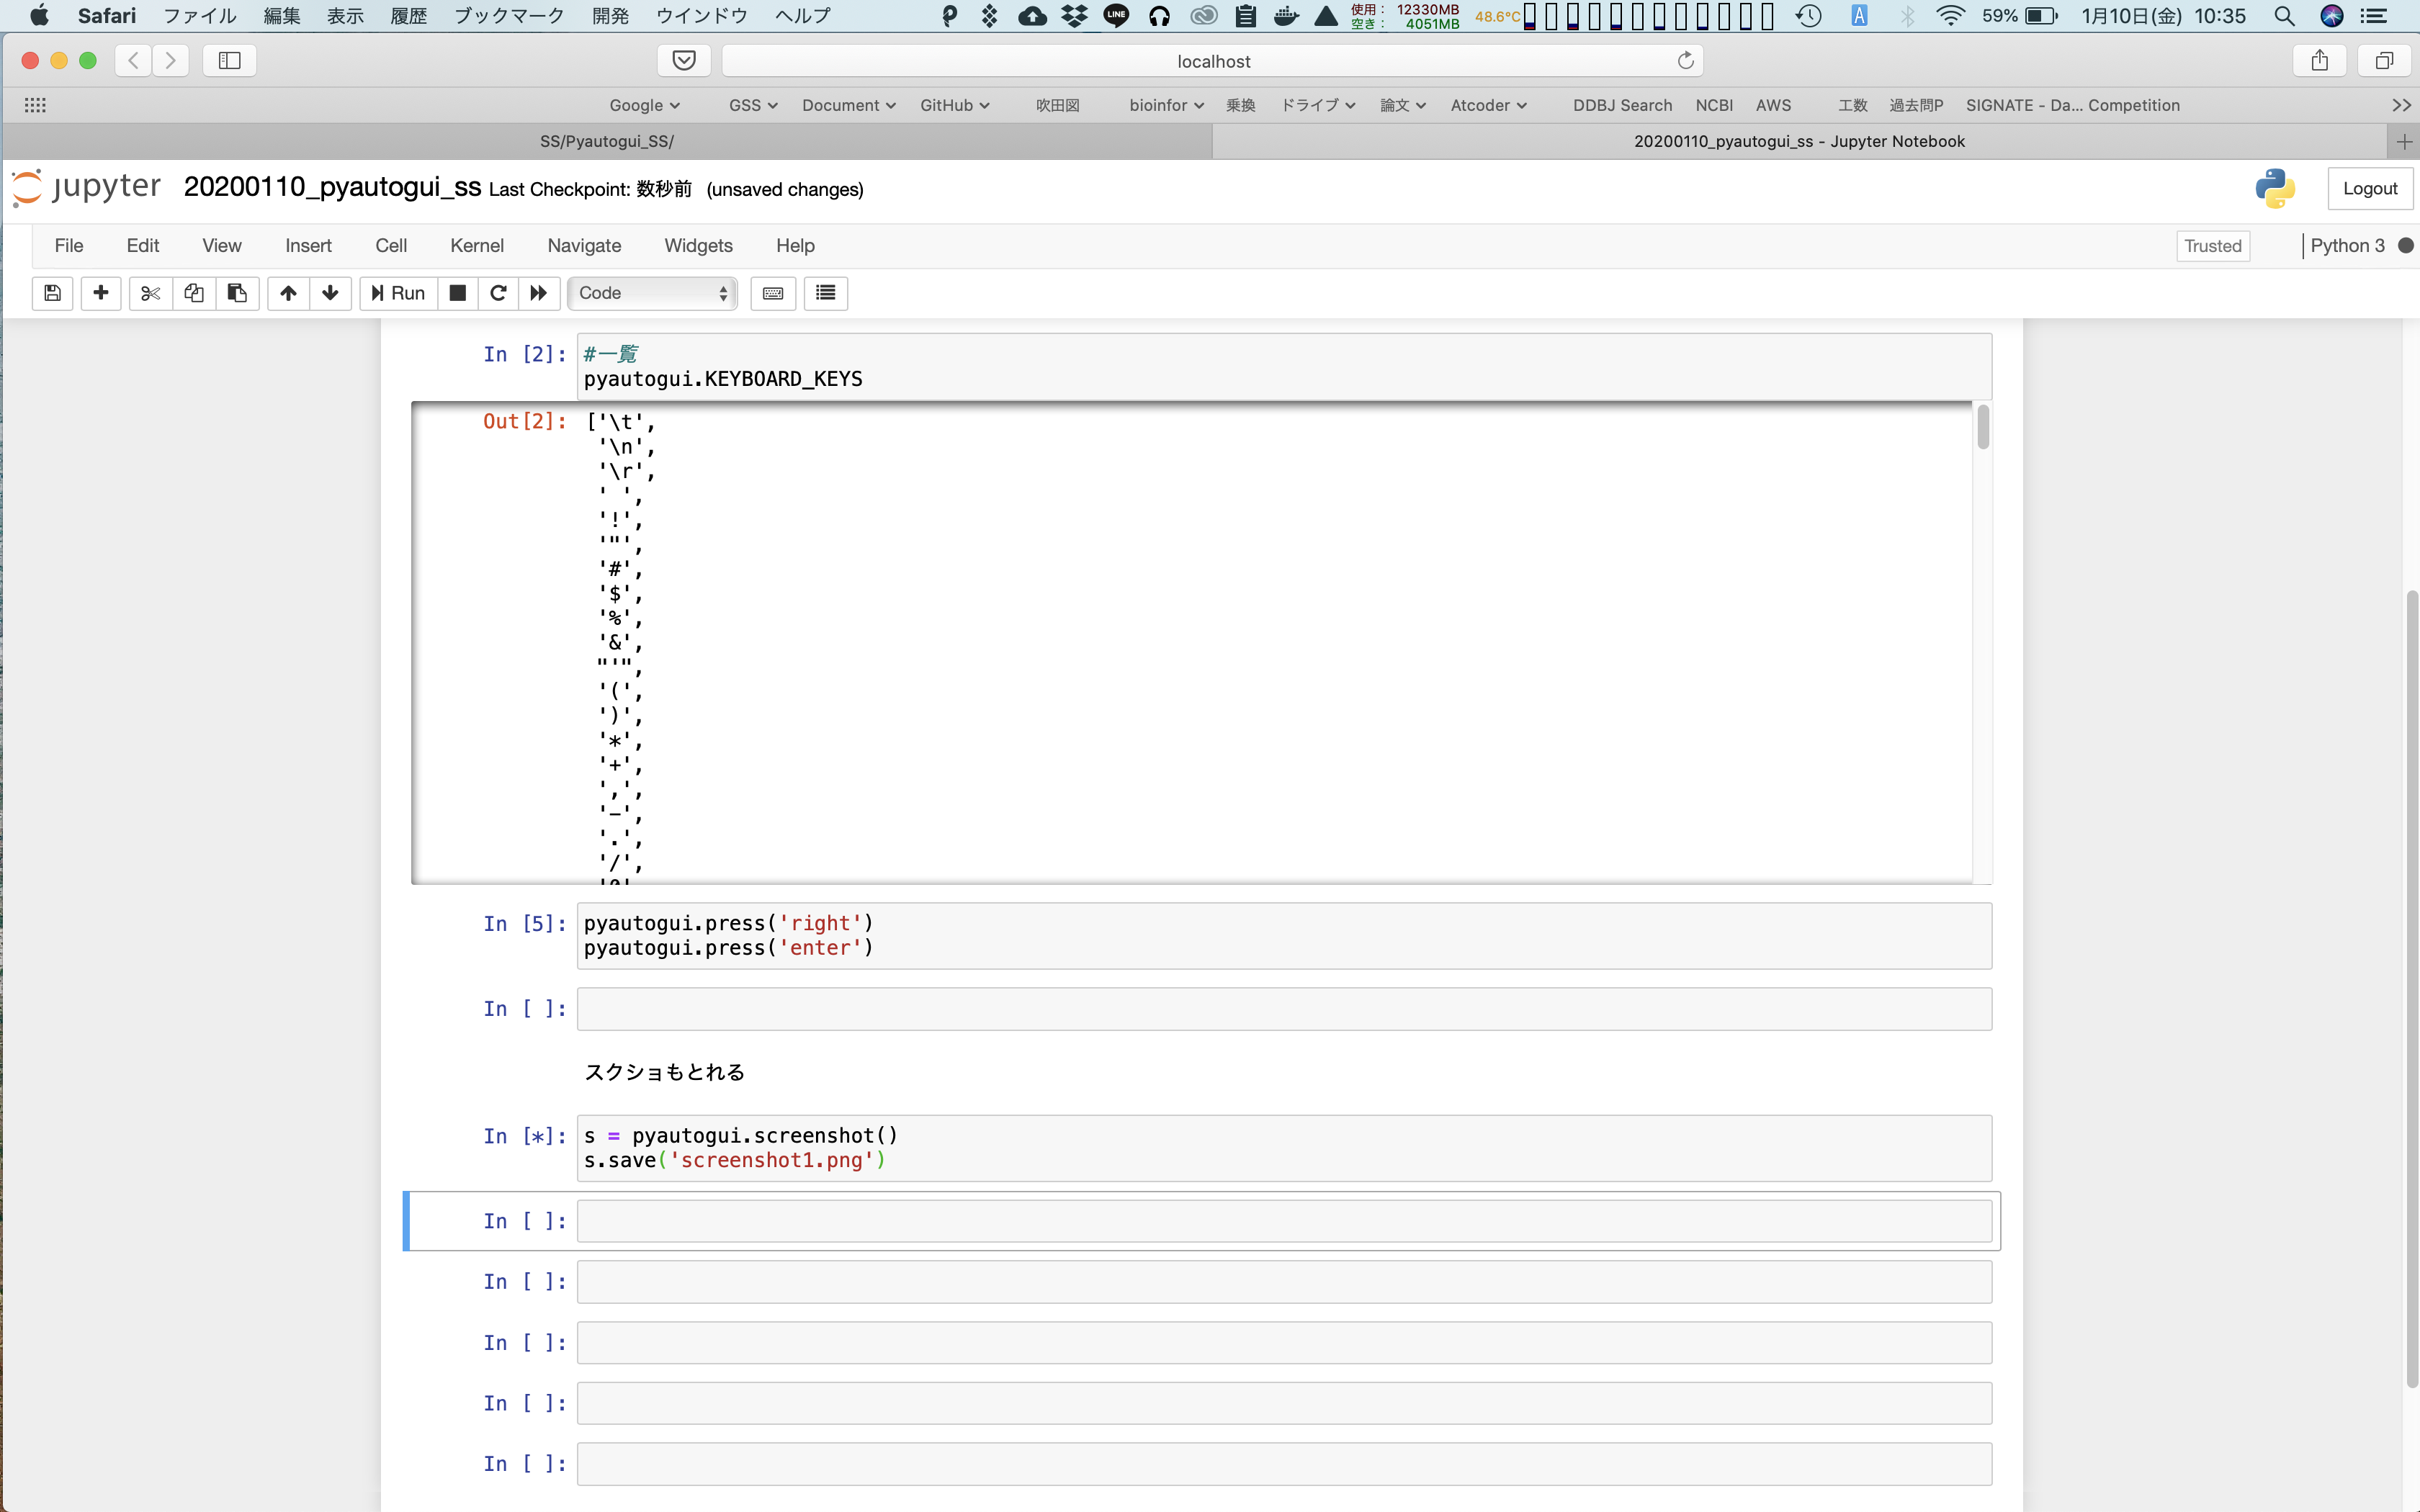 Safari ファイル 編集 表示 履歴 ブックマーク 開発 ウインドウ ヘルプ LINE 使用: 12330MB 空き: 4051MB 48.6°C A 59% 1月10日(金) 10:35
localhost
Google GSS Document GitHub 吹田図 bioinfor 乗換 ドライブ 論文 Atcoder DDBJ Search NCBI AWS 工数 過去問P SIGNATE - Da... Competition
SS/Pyautogui_SS/ 20200110_pyautogui_ss - Jupyter Notebook
jupyter 20200110_pyautogui_ss Last Checkpoint: 数秒前 (unsaved changes) Logout
File Edit View Insert Cell Kernel Navigate Widgets Help Trusted Python 3
Run Code
In [2]: #一覧
pyautogui.KEYBOARD_KEYS
Out[2]: ['\t',
'\n',
'\r',
' ',
'!',
'"',
'#',
'$',
'%',
'&',
"'",
'(',
')',
'*',
'+',
',',
'-',
'.',
'/',
In [5]: pyautogui.press('right')
pyautogui.press('enter')
In [ ]:
スクショもとれる
In [*]: s = pyautogui.screenshot()
s.save('screenshot1.png')
In [ ]:
In [ ]:
In [ ]:
In [ ]:
In [ ]: